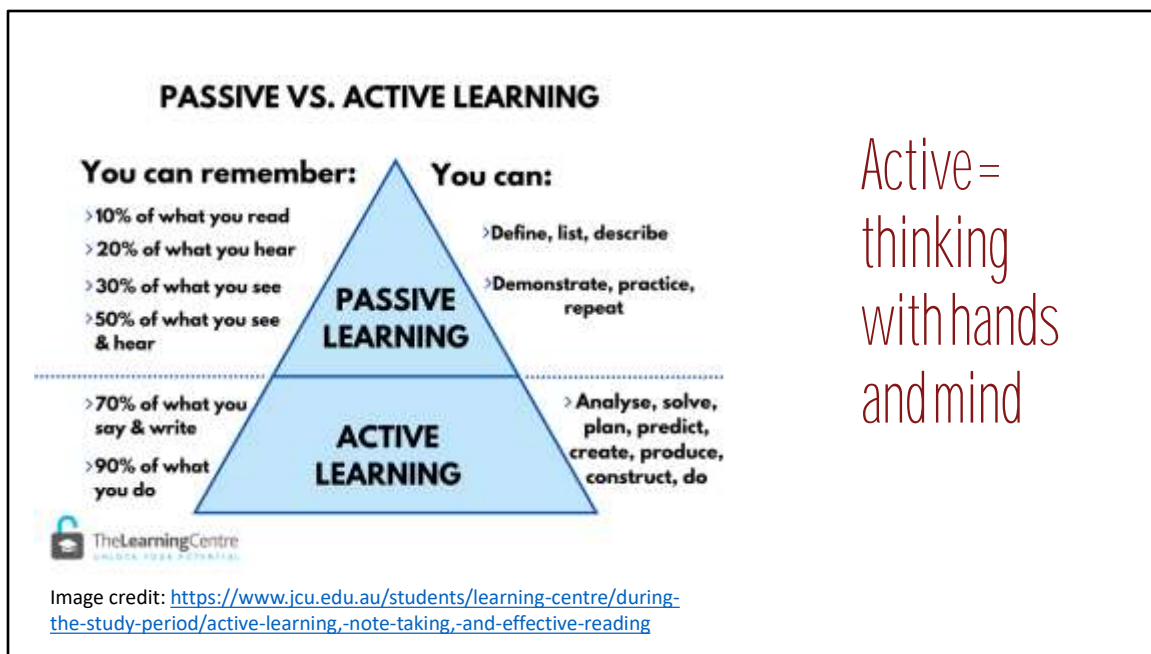 PASSIVE VS. ACTIVE LEARNING
You can remember:
>10% of what you read
>20% of what you hear
>30% of what you see
>50% of what you see
& hear
You can:
>Define, list, describe
>Demonstrate, practice,
repeat
PASSIVE
LEARNING
>70% of what you
say & write
>90% of what
you do
ACTIVE
LEARNING
>Analyse, solve,
plan, predict,
create, produce,
construct, do
TheLearningCentre
UNLOCK YOUR POTENTIAL
Image credit: https://www.jcu.edu.au/students/learning-centre/during-
the-study-period/active-learning,-note-taking,-and-effective-reading
Active=
thinking
with hands
and mind